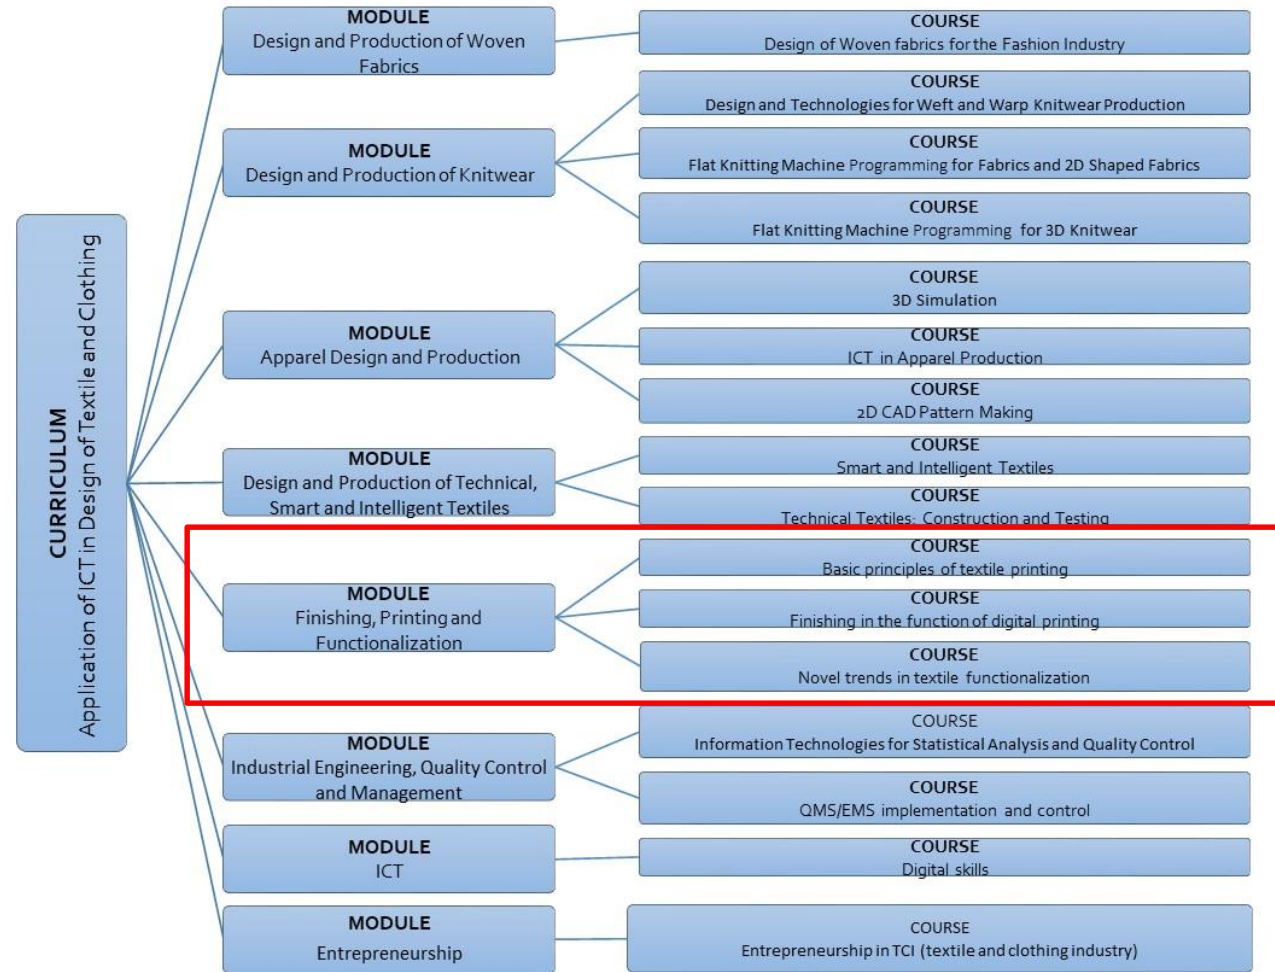 CURRICULUM
Application of ICT in Design of Textile and Clothing
MODULE
Design and Production of Woven
Fabrics
COURSE
Design of Woven fabrics for the Fashion Industry
MODULE
Design and Production of Knitwear
COURSE
Design and Technologies for Weft and Warp Knitwear Production
COURSE
Flat Knitting Machine Programming for Fabrics and 2D Shaped Fabrics
COURSE
Flat Knitting Machine Programming for 3D Knitwear
MODULE
Apparel Design and Production
COURSE
3D Simulation
COURSE
ICT in Apparel Production
COURSE
2D CAD Pattern Making
MODULE
Design and Production of Technical,
Smart and Intelligent Textiles
COURSE
Smart and Intelligent Textiles
COURSE
Technical Textiles: Construction and Testing
MODULE
Finishing, Printing and
Functionalization
COURSE
Basic principles of textile printing
COURSE
Finishing in the function of digital printing
COURSE
Novel trends in textile functionalization
MODULE
Industrial Engineering, Quality Control
and Management
COURSE
Information Technologies for Statistical Analysis and Quality Control
COURSE
QMS/EMS implementation and control
MODULE
ICT
COURSE
Digital skills
MODULE
Entrepreneurship
COURSE
Entrepreneurship in TCI (textile and clothing industry)